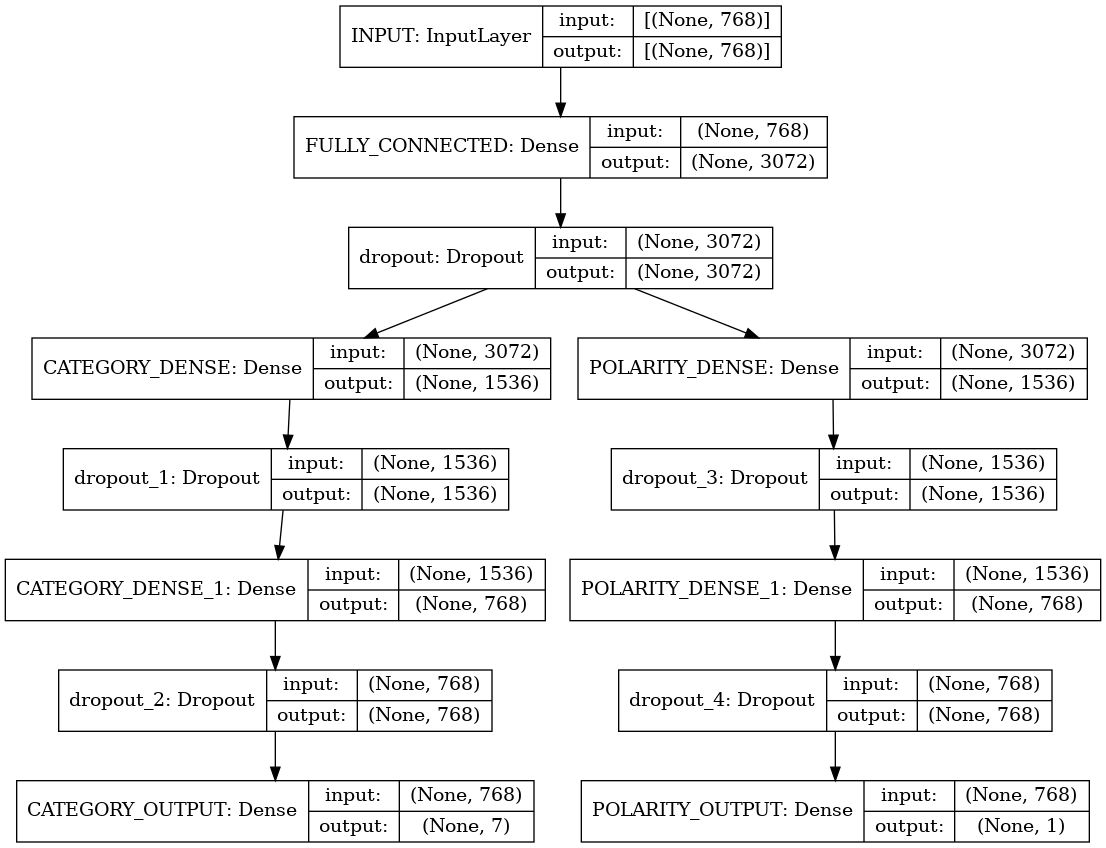 INPUT: InputLayer input: [(None, 768)]
output: [(None, 768)]
FULLY_CONNECTED: Dense input: (None, 768)
output: (None, 3072)
dropout: Dropout input: (None, 3072)
output: (None, 3072)
CATEGORY_DENSE: Dense input: (None, 3072)
output: (None, 1536)
POLARITY_DENSE: Dense input: (None, 3072)
output: (None, 1536)
dropout_1: Dropout input: (None, 1536)
output: (None, 1536)
dropout_3: Dropout input: (None, 1536)
output: (None, 1536)
CATEGORY_DENSE_1: Dense input: (None, 1536)
output: (None, 768)
POLARITY_DENSE_1: Dense input: (None, 1536)
output: (None, 768)
dropout_2: Dropout input: (None, 768)
output: (None, 768)
dropout_4: Dropout input: (None, 768)
output: (None, 768)
CATEGORY_OUTPUT: Dense input: (None, 768)
output: (None, 7)
POLARITY_OUTPUT: Dense input: (None, 768)
output: (None, 1)